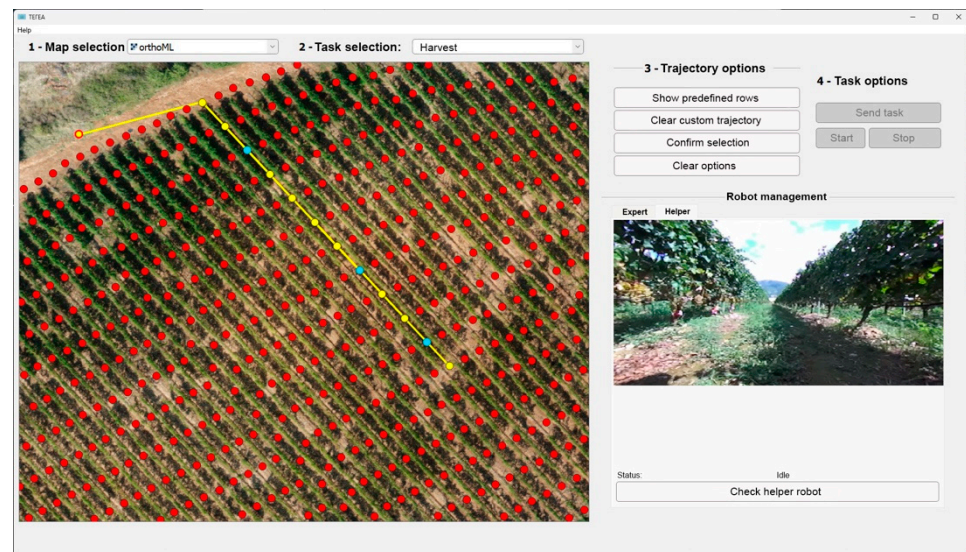 TETEA
Help
1 - Map selection
orthoML
2 - Task selection:
Harvest
3 - Trajectory options
Show predefined rows
Clear custom trajectory
Confirm selection
Clear options
4 - Task options
Send task
Start
Stop
Robot management
Expert
Helper
Status:
Idle
Check helper robot